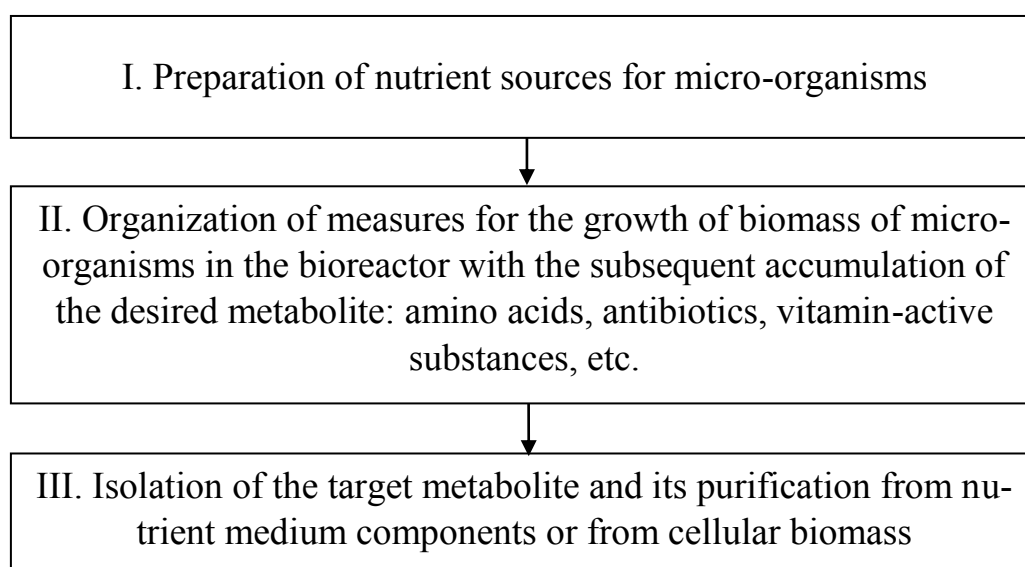 I. Preparation of nutrient sources for micro-organisms
II. Organization of measures for the growth of biomass of micro-
organisms in the bioreactor with the subsequent accumulation of
the desired metabolite: amino acids, antibiotics, vitamin-active
substances, etc.
III. Isolation of the target metabolite and its purification from nu-
trient medium components or from cellular biomass